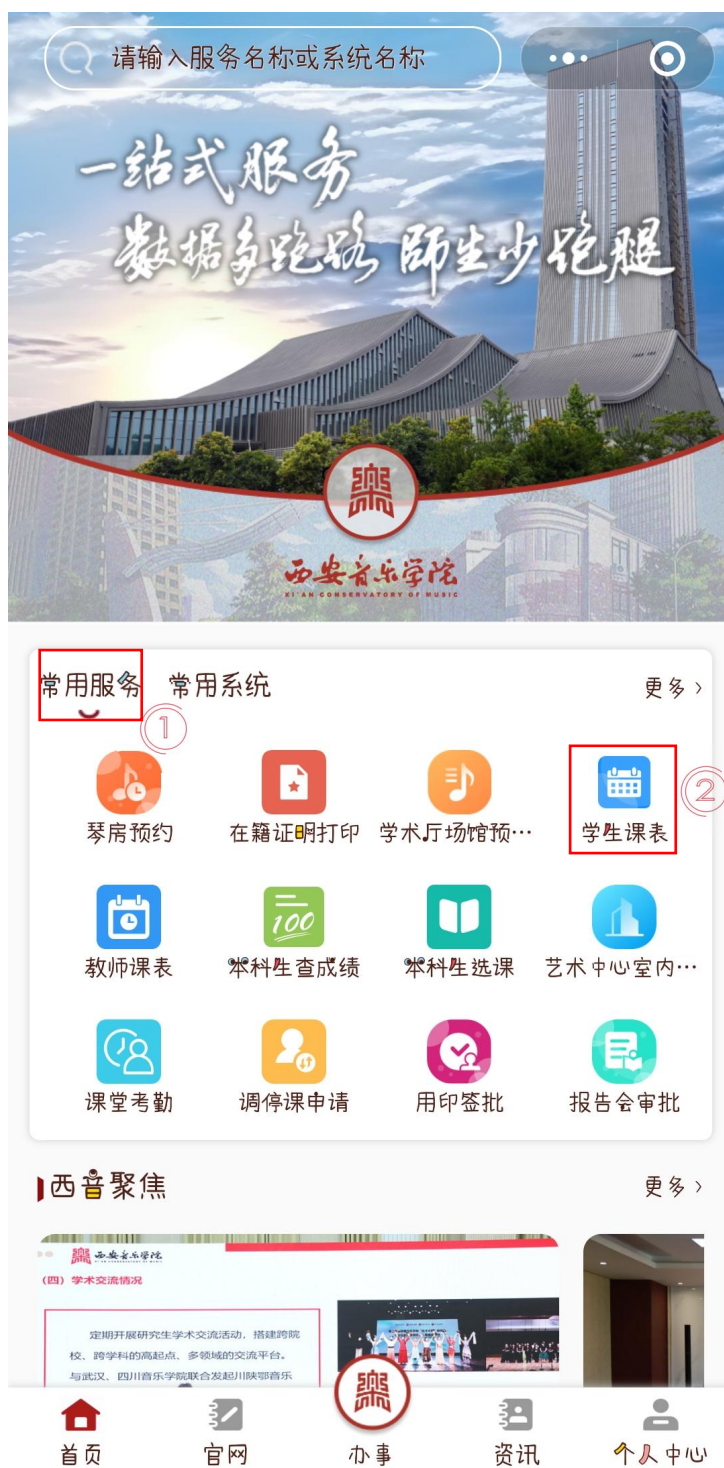 请输入服务名称或系统名称
一站式服务
数据多跑路 师生少跑腿
西安音乐学院
XI'AN CONSERVATORY OF MUSIC
常用服务 常用系统 更多
①
②
琴房预约 在籍证明打印 学术厅场馆预… 学生课表
教师课表 本科生查成绩 本科生选课 艺术中心室内…
100
课堂考勤 调停课申请 用印签批 报告会审批
西音聚焦 更多
西安音乐学院
(四) 学术交流情况
定期开展研究生学术交流活动，搭建跨院
校、跨学科的高起点、多领域的交流平台。
与武汉、四川音乐学院联合发起川陕鄂音乐
首页 官网 办事 资讯 个人中心